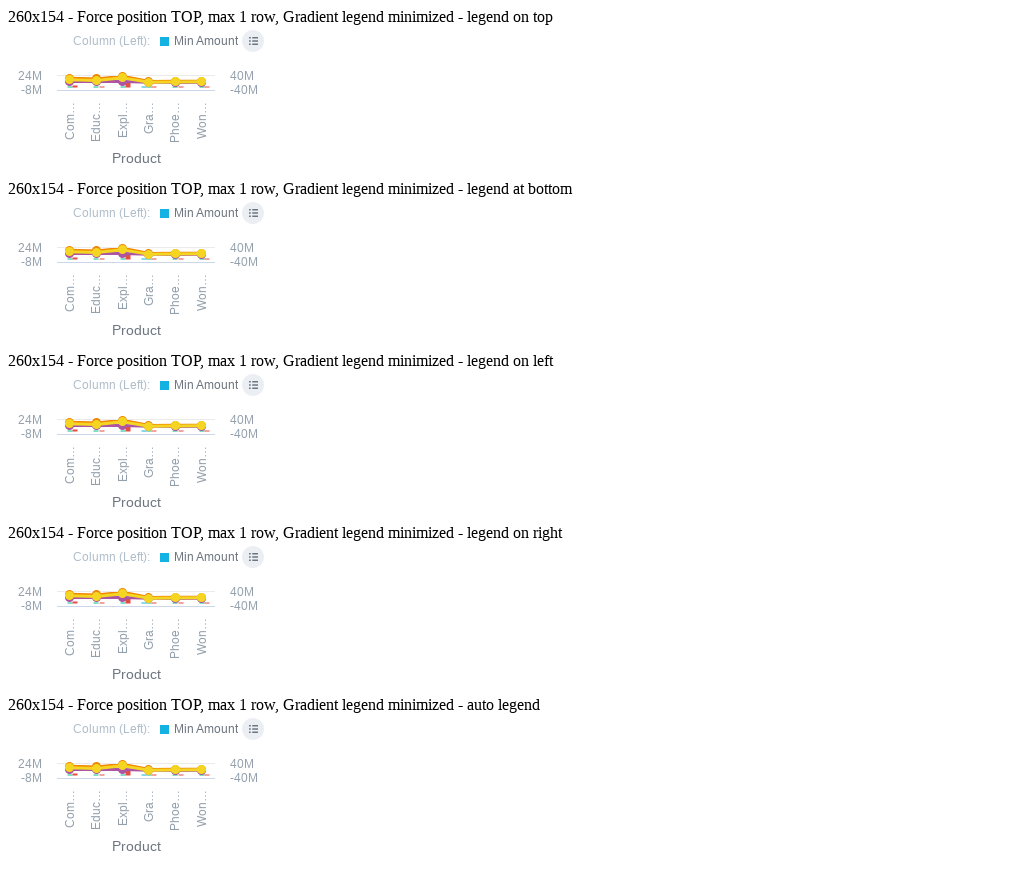 260x154 - Force position TOP, max 1 row, Gradient legend minimized - legend on top
Column (Left): Min Amount
24M 40M
-8M -40M
Com... Educ... Expl... Gra... Phoe... Won...
Product
260x154 - Force position TOP, max 1 row, Gradient legend minimized - legend at bottom
Column (Left): Min Amount
24M 40M
-8M -40M
Com... Educ... Expl... Gra... Phoe... Won...
Product
260x154 - Force position TOP, max 1 row, Gradient legend minimized - legend on left
Column (Left): Min Amount
24M 40M
-8M -40M
Com... Educ... Expl... Gra... Phoe... Won...
Product
260x154 - Force position TOP, max 1 row, Gradient legend minimized - legend on right
Column (Left): Min Amount
24M 40M
-8M -40M
Com... Educ... Expl... Gra... Phoe... Won...
Product
260x154 - Force position TOP, max 1 row, Gradient legend minimized - auto legend
Column (Left): Min Amount
24M 40M
-8M -40M
Com... Educ... Expl... Gra... Phoe... Won...
Product